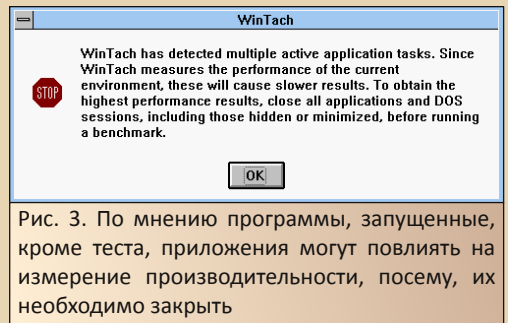 WinTach
WinTach has detected multiple active application tasks. Since
WinTach measures the performance of the current
environment, these will cause slower results. To obtain the
highest performance results, close all applications and DOS
sessions, including those hidden or minimized, before running
a benchmark.
STOP
OK
Рис. 3. По мнению программы, запущенные,
кроме теста, приложения могут повлиять на
измерение производительности, посему, их
необходимо закрыть